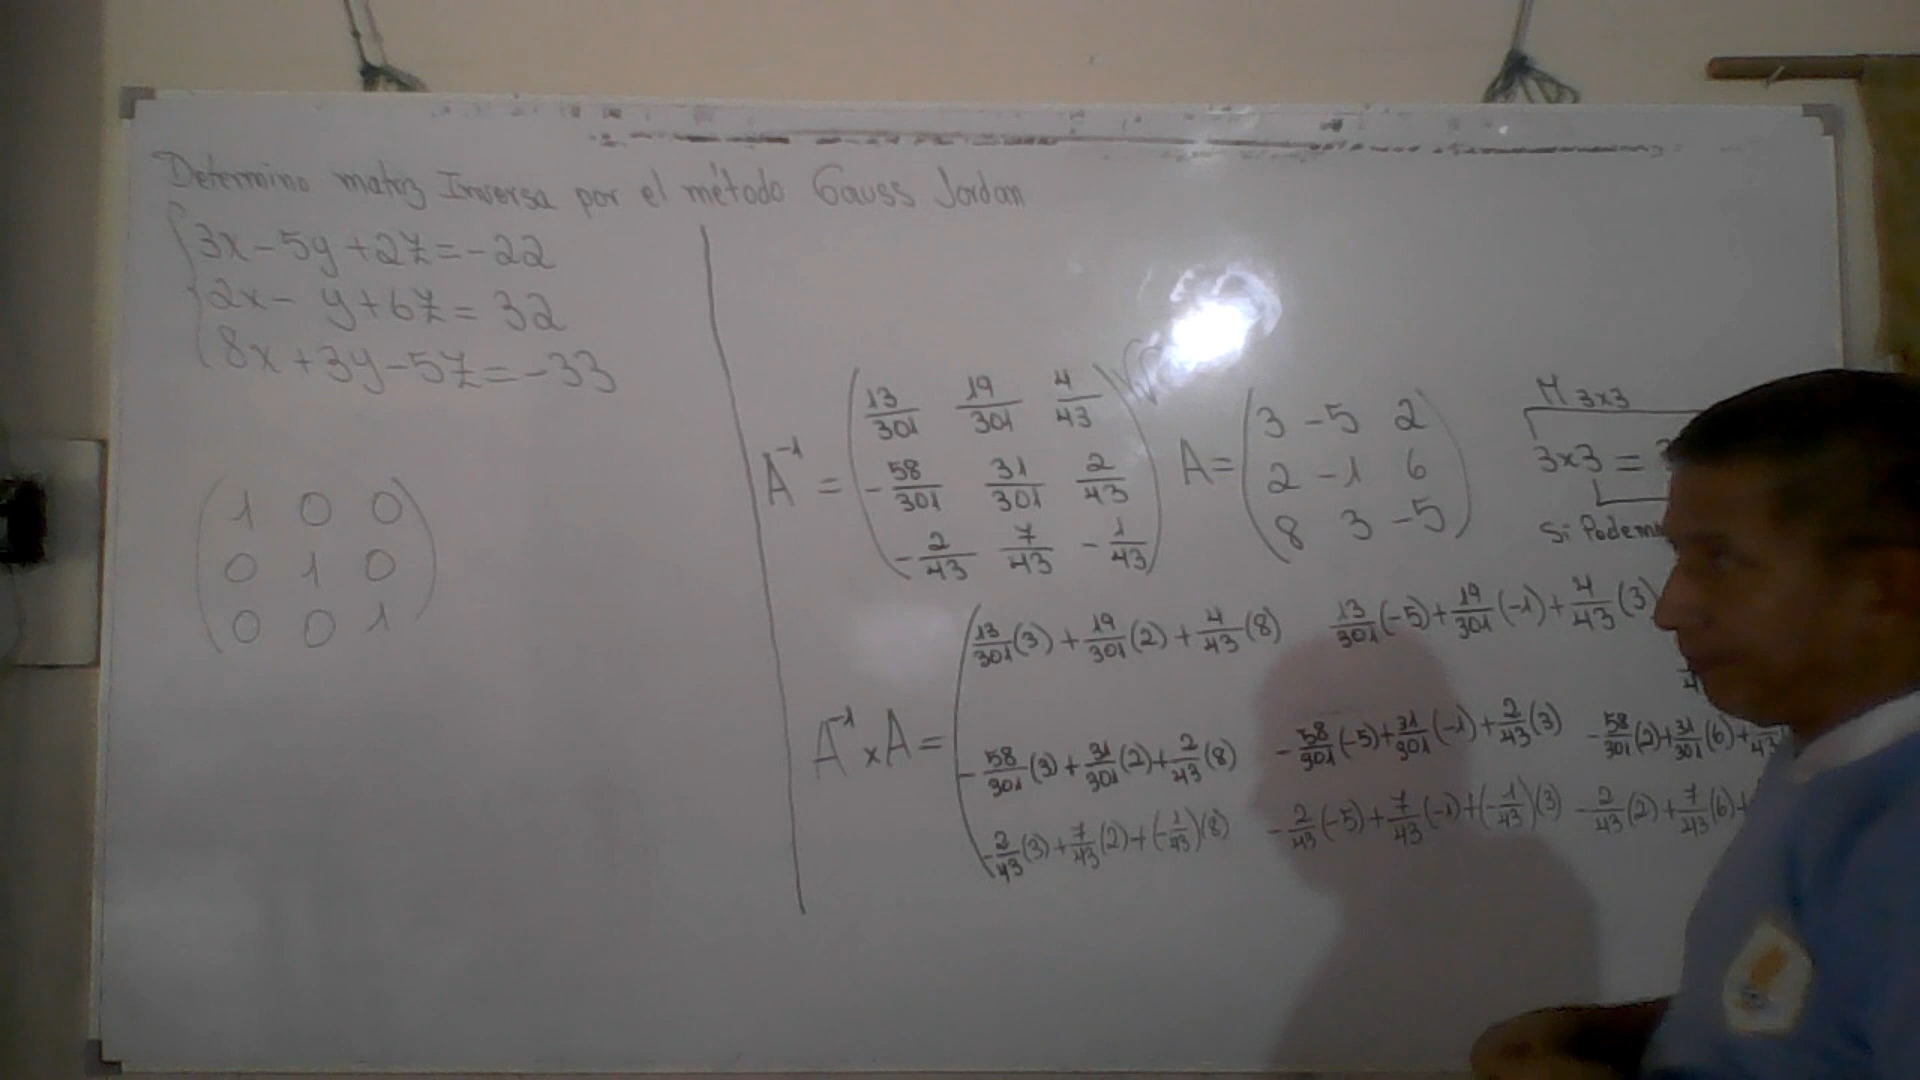 Determino matriz Inversa por el método Gauss Jordan
3x-5y+2z=-22
2x- y+6z= 32
8x+3y-5z=-33
1 0 0
0 1 0
0 0 1
A⁻¹ = ( 13/301 19/301 4/43
-58/301 31/301 2/43
-2/43 7/43 -1/43 )
A= ( 3 -5 2
2 -1 6
8 3 -5 )
M 3x3
3x3 =
Si Podem
A⁻¹ x A = ( 13/301(3) + 19/301(2) + 4/43(8) 13/301(-5) + 19/301(-1) + 4/43(3)
-58/301(3) + 31/301(2) + 2/43(8) -58/301(-5) + 31/301(-1) + 2/43(3) -58/301(2) + 31/301(6) + /43
-2/43(3) + 7/43(2) + (-1/43)(8) -2/43(-5) + 7/43(-1) + (-1/43)(3) -2/43(2) + 7/43(6) +